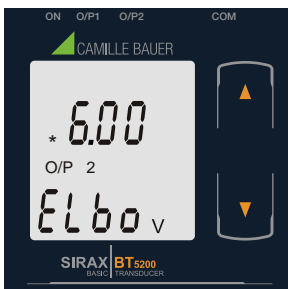 ON O/P1 O/P2 COM
CAMILLE BAUER
* 6.00
O/P 2
ELbo V
SIRAX BT5200
BASIC TRANSDUCER